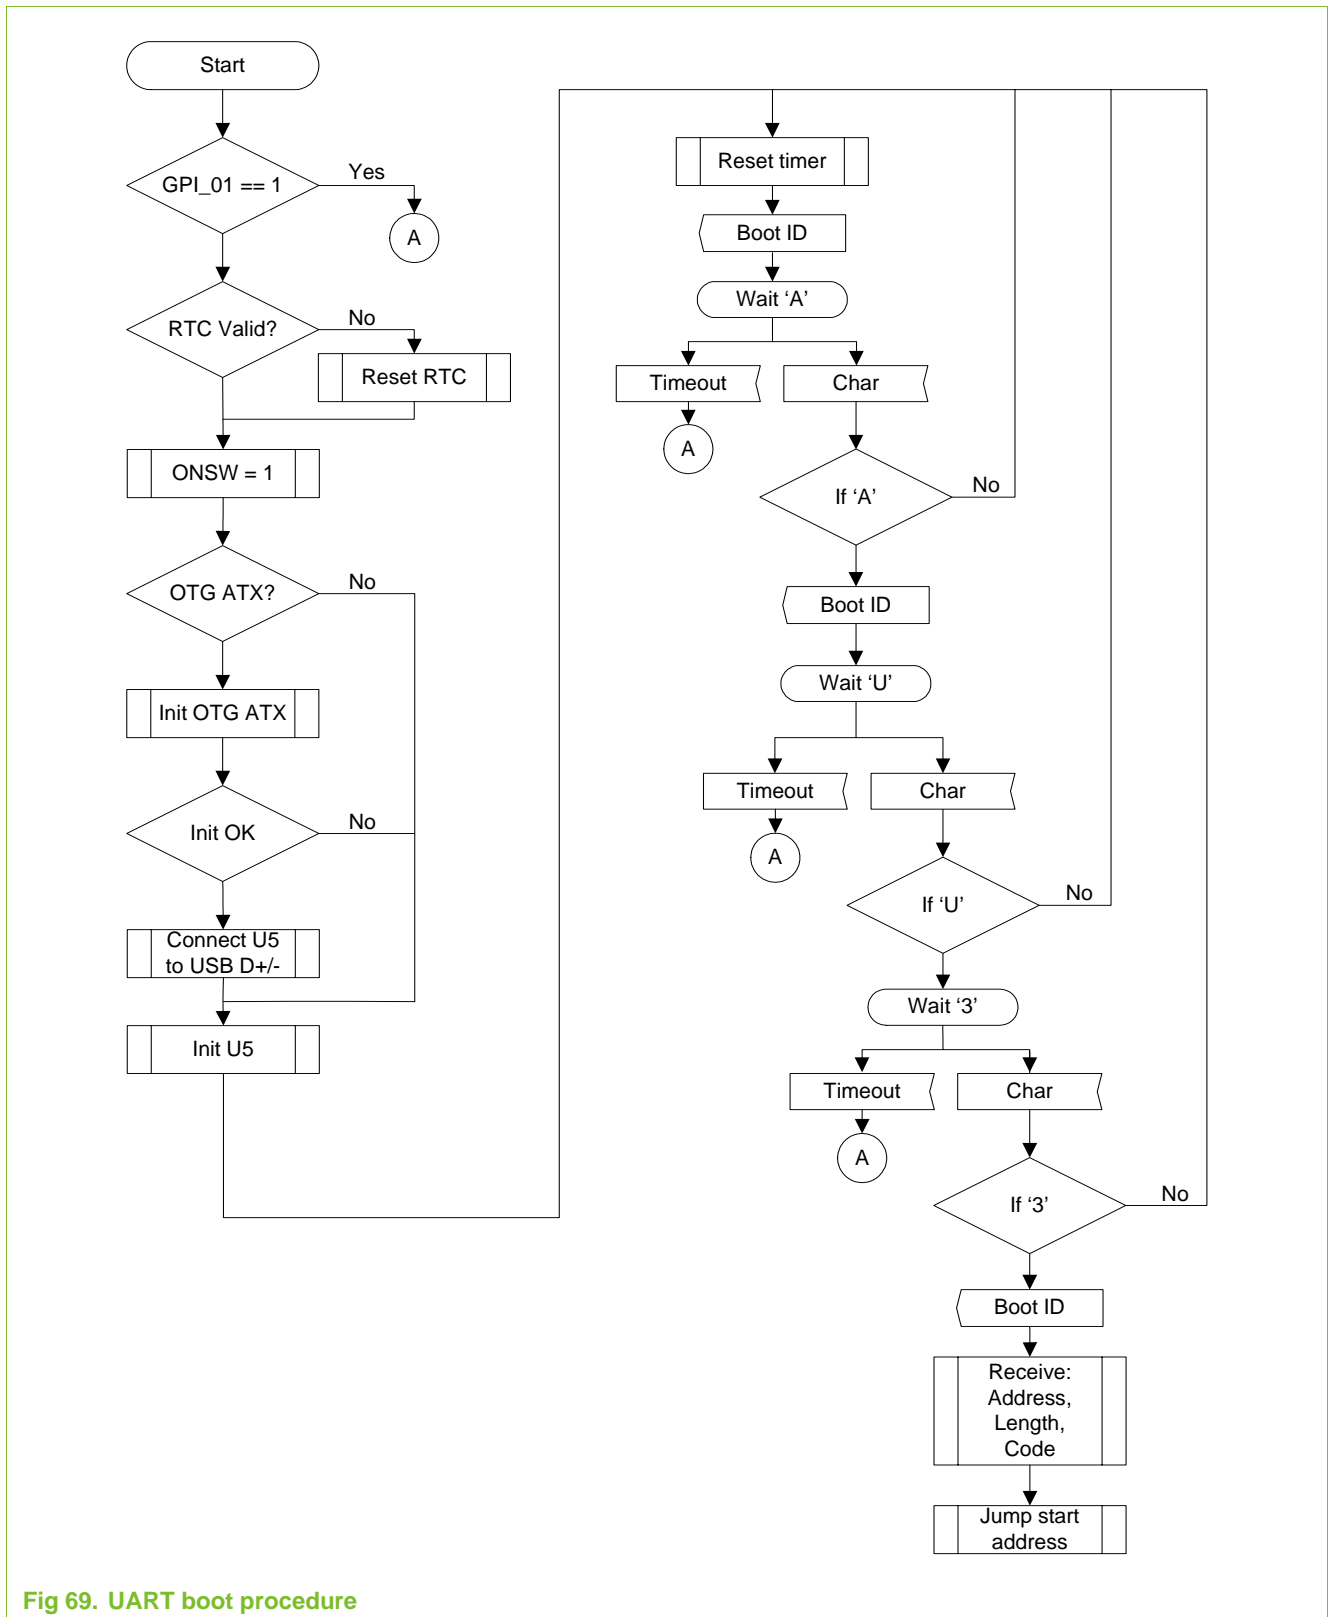 Start
GPI_01 == 1
Yes
A
RTC Valid?
No
Reset RTC
ONSW = 1
OTG ATX?
No
Init OTG ATX
Init OK
No
Connect U5
to USB D+/-
Init U5
Reset timer
Boot ID
Wait ‘A’
Timeout
Char
A
If ‘A’
No
Boot ID
Wait ‘U’
Timeout
Char
A
If ‘U’
No
Wait ‘3’
Timeout
Char
A
If ‘3’
No
Boot ID
Receive:
Address,
Length,
Code
Jump start
address
Fig 69. UART boot procedure